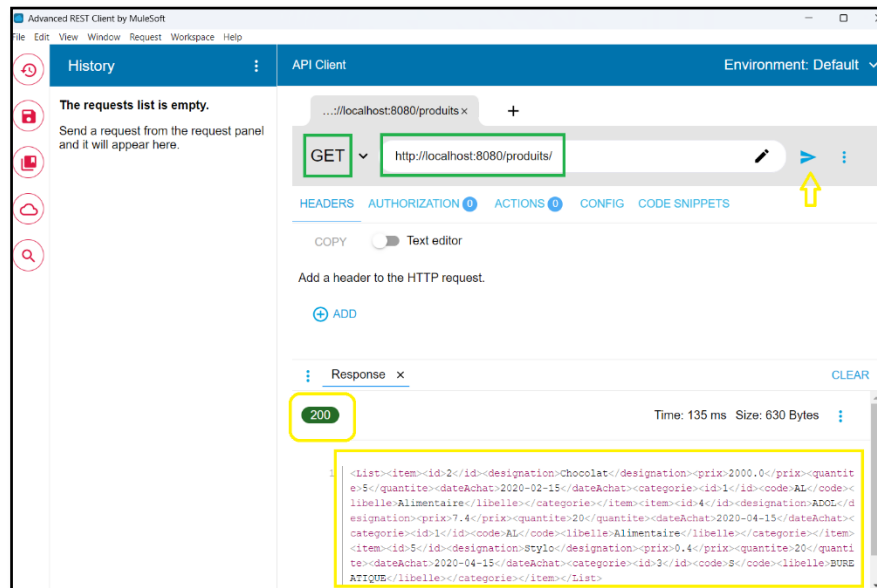 Advanced REST Client by MuleSoft
File Edit View Window Request Workspace Help
History
API Client
Environment: Default
The requests list is empty.
Send a request from the request panel
and it will appear here.
…://localhost:8080/produits ×
+
GET
http://localhost:8080/produits/
HEADERS AUTHORIZATION 0 ACTIONS 0 CONFIG CODE SNIPPETS
COPY Text editor
Add a header to the HTTP request.
ADD
Response ×
CLEAR
200
Time: 135 ms Size: 630 Bytes
1
<List><item><id>2</id><designation>Chocolat</designation><prix>2000.0</prix><quantit
e>5</quantite><dateAchat>2020-02-15</dateAchat><categorie><id>1</id><code>AL</code><
libelle>Alimentaire</libelle></categorie></item><item><id>4</id><designation>ADOL</d
esignation><prix>7.4</prix><quantite>20</quantite><dateAchat>2020-04-15</dateAchat><
categorie><id>1</id><code>AL</code><libelle>Alimentaire</libelle></categorie></item>
<item><id>5</id><designation>Stylo</designation><prix>0.4</prix><quantite>20</quanti
te><dateAchat>2020-04-15</dateAchat><categorie><id>3</id><code>S</code><libelle>BURE
ATIQUE</libelle></categorie></item></List>